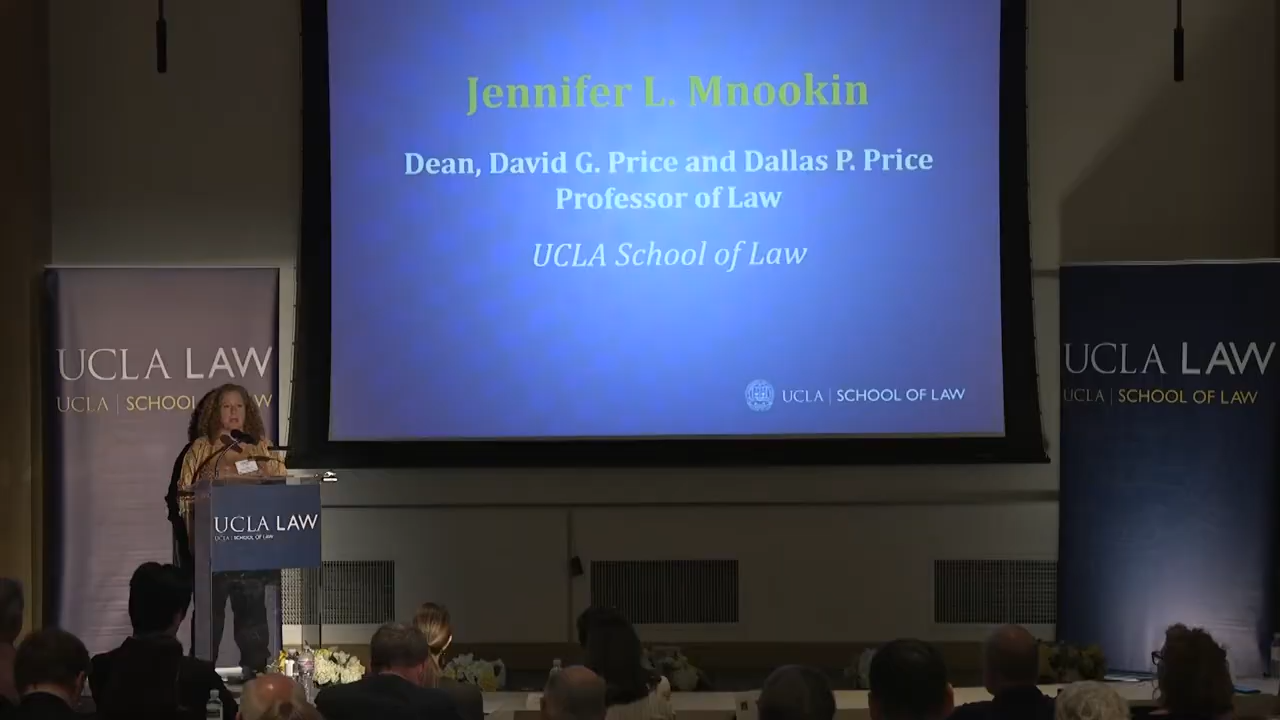 Jennifer L. Mnookin
Dean, David G. Price and Dallas P. Price
Professor of Law
UCLA School of Law
UCLA | SCHOOL OF LAW
UCLA LAW
UCLA | SCHOOL LAW
UCLA LAW
UCLA | SCHOOL OF LAW
UCLA LAW
UCLA | SCHOOL OF LAW